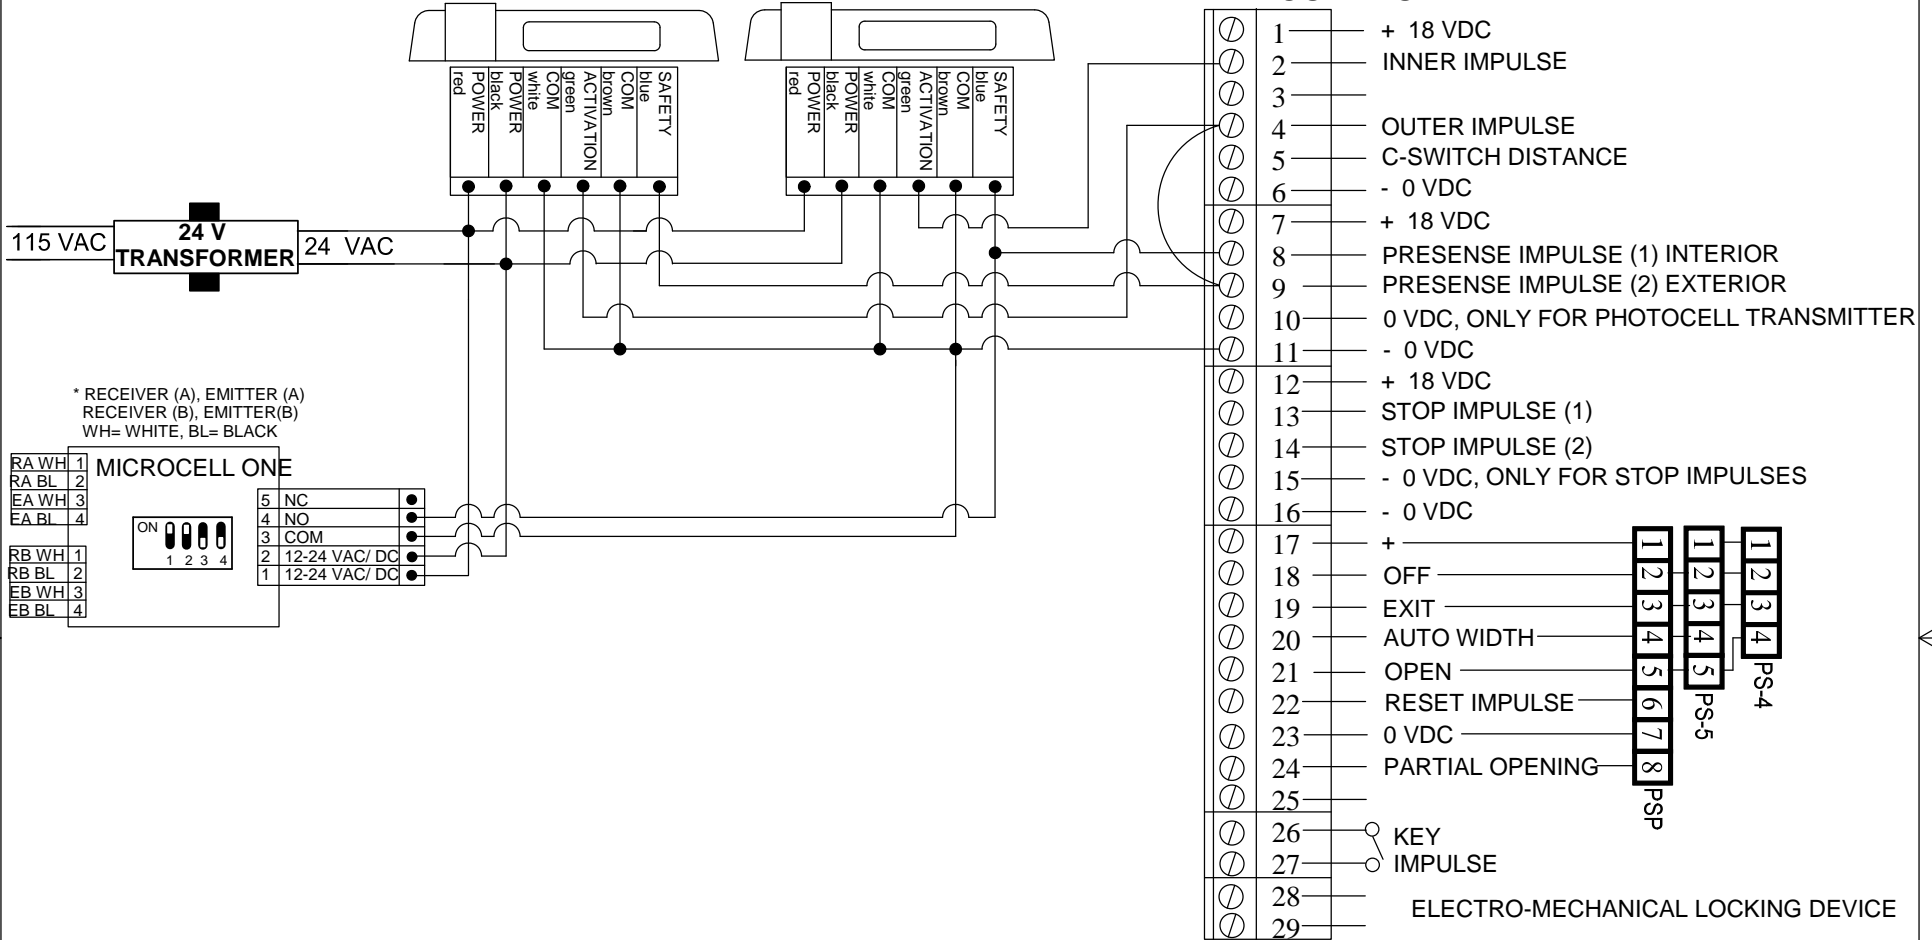 red
POWER
black
POWER
white
COM
green
ACTIVATION
brown
COM
blue
SAFETY
red
POWER
black
POWER
white
COM
green
ACTIVATION
brown
COM
blue
SAFETY
115 VAC
24 V
TRANSFORMER
24 VAC
* RECEIVER (A), EMITTER (A)
RECEIVER (B), EMITTER(B)
WH= WHITE, BL= BLACK
MICROCELL ONE
RA WH 1
RA BL 2
EA WH 3
EA BL 4
RB WH 1
RB BL 2
EB WH 3
EB BL 4
ON
1 2 3 4
5 NC
4 NO
3 COM
2 12-24 VAC/ DC
1 12-24 VAC/ DC
1 + 18 VDC
2 INNER IMPULSE
3
4 OUTER IMPULSE
5 C-SWITCH DISTANCE
6 - 0 VDC
7 + 18 VDC
8 PRESENSE IMPULSE (1) INTERIOR
9 PRESENSE IMPULSE (2) EXTERIOR
10 0 VDC, ONLY FOR PHOTOCELL TRANSMITTER
11 - 0 VDC
12 + 18 VDC
13 STOP IMPULSE (1)
14 STOP IMPULSE (2)
15 - 0 VDC, ONLY FOR STOP IMPULSES
16 - 0 VDC
17 +
18 OFF
19 EXIT
20 AUTO WIDTH
21 OPEN
22 RESET IMPULSE
23 0 VDC
24 PARTIAL OPENING
25
26 KEY
27 IMPULSE
28
29
ELECTRO-MECHANICAL LOCKING DEVICE
1 2 3 4 5 6 7 8
PSP
1 2 3 4 5
PS-5
1 2 3 4
PS-4